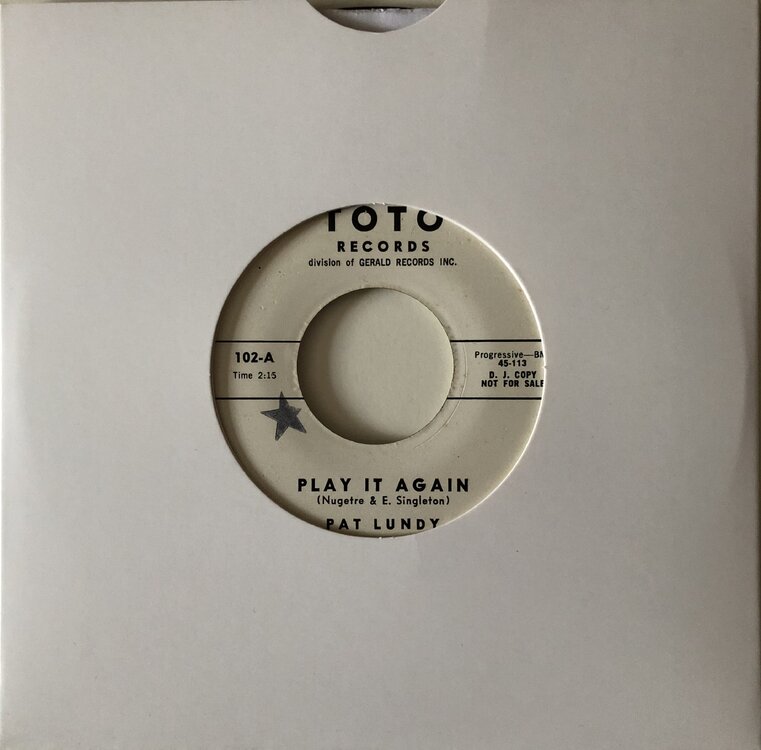 TOTO
RECORDS
division of GERALD RECORDS INC.
102-A
Time 2:15
Progressive—BM
45-113
D. J. COPY
NOT FOR SALE
PLAY IT AGAIN
(Nugetre & E. Singleton)
PAT LUNDY